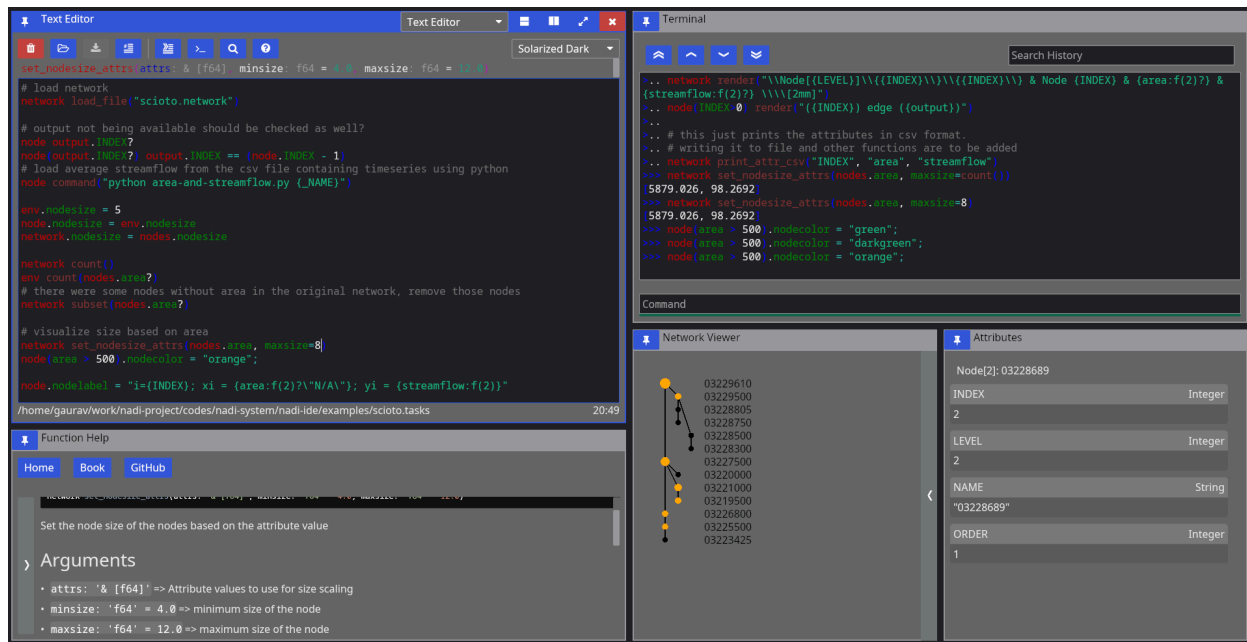 Text Editor
Text Editor
Solarized Dark
set_nodesize_attrs(attrs: & [f64], minsize: f64 = 4.0, maxsize: f64 = 12.0)
# load network
network load_file("scioto.network")
# output not being available should be checked as well?
node output.INDEX?
node(output.INDEX?) output.INDEX == (node.INDEX - 1)
# load average streamflow from the csv file containing timeseries using python
node command("python area-and-streamflow.py {_NAME}")
env.nodesize = 5
node.nodesize = env.nodesize
network.nodesize = nodes.nodesize
network count()
env count(nodes.area?)
# there were some nodes without area in the original network, remove those nodes
network subset(nodes.area?)
# visualize size based on area
network set_nodesize_attrs(nodes.area, maxsize=8)
node(area > 500).nodecolor = "orange";
node.nodelabel = "i={INDEX}; xi = {area:f(2)?\"N/A\"}; yi = {streamflow:f(2)}"
/home/gaurav/work/nadi-project/codes/nadi-system/nadi-ide/examples/scioto.tasks
20:49
Function Help
Home
Book
GitHub
network set_nodesize_attrs(attrs: '& [f64]', minsize: 'f64' = 4.0, maxsize: 'f64' = 12.0)
Set the node size of the nodes based on the attribute value
Arguments
• attrs: '& [f64]' => Attribute values to use for size scaling
• minsize: 'f64' = 4.0 => minimum size of the node
• maxsize: 'f64' = 12.0 => maximum size of the node
Terminal
Search History
>.. network render("\\Node[{LEVEL}]\\{{INDEX}\\}\\{{INDEX}\\} & Node {INDEX} & {area:f(2)?} &
{streamflow:f(2)?} \\\\[2mm]")
>.. node(INDEX>0) render("({INDEX}) edge ({output})")
>..
>.. # this just prints the attributes in csv format.
>.. # writing it to file and other functions are to be added
>.. network print_attr_csv("INDEX", "area", "streamflow")
>>> network set_nodesize_attrs(nodes.area, maxsize=count())
[5879.026, 98.2692]
>>> network set_nodesize_attrs(nodes.area, maxsize=8)
[5879.026, 98.2692]
>>> node(area > 500).nodecolor = "green";
>>> node(area > 500).nodecolor = "darkgreen";
>>> node(area > 500).nodecolor = "orange";
Command
Network Viewer
03229610
03229500
03228805
03228750
03228500
03228300
03227500
03220000
03221000
03219500
03226800
03225500
03223425
Attributes
Node[2]: 03228689
INDEX
Integer
2
LEVEL
Integer
2
NAME
String
"03228689"
ORDER
Integer
1